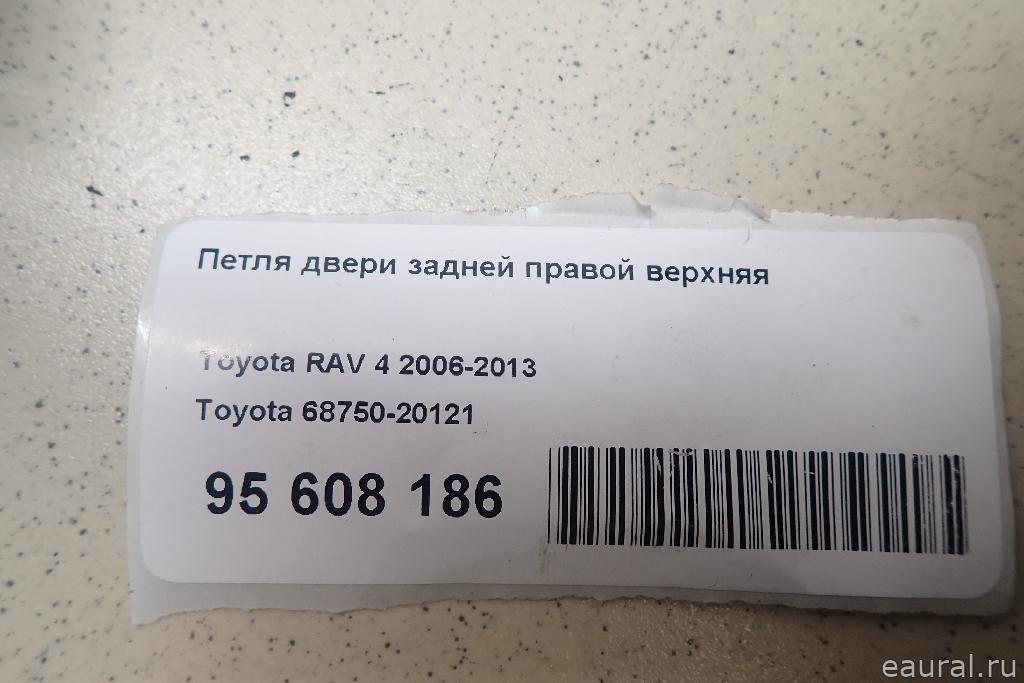 Петля двери задней правой верхняя
Toyota RAV 4 2006-2013
Toyota 68750-20121
95 608 186
eaural.ru